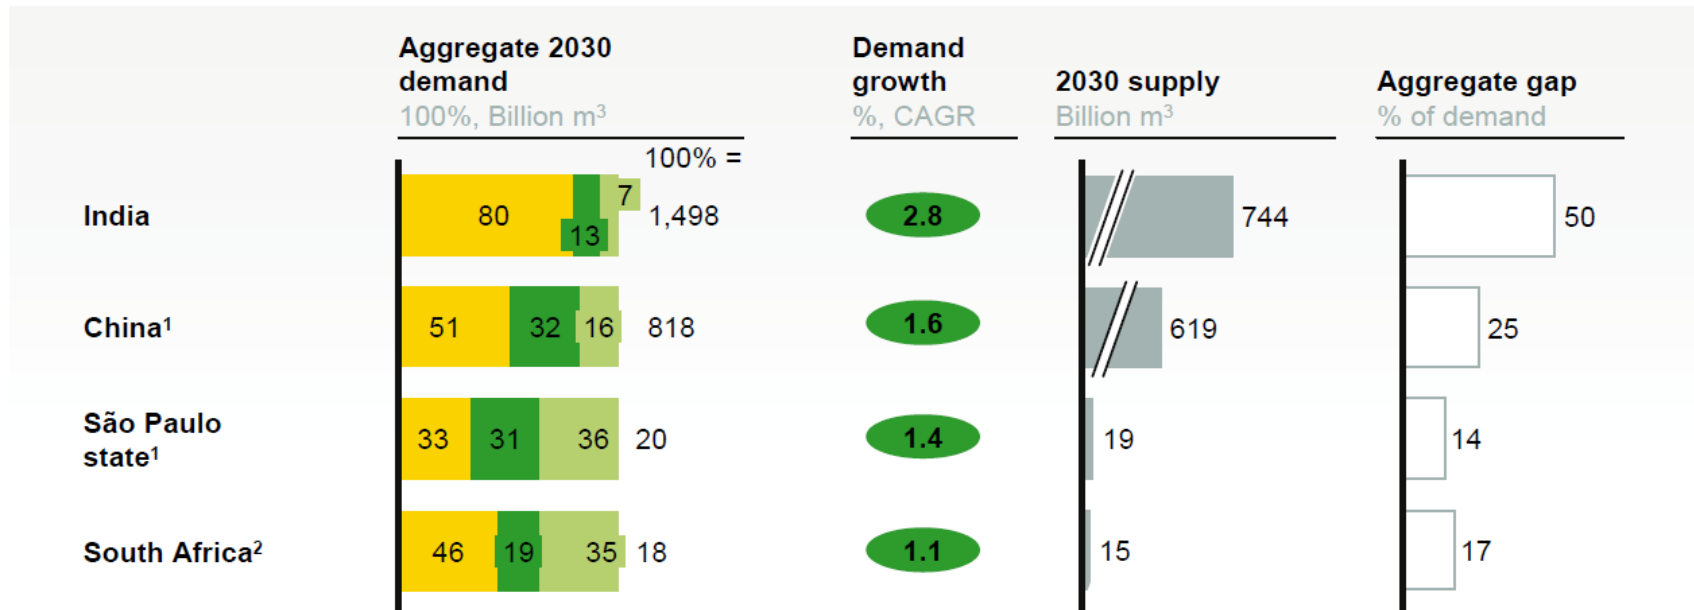 Aggregate 2030
demand
100%, Billion m³
Demand
growth
%, CAGR
2030 supply
Billion m³
Aggregate gap
% of demand
100% =
India
80
13
7
1,498
2.8
744
50
China¹
51
32
16
818
1.6
619
25
São Paulo
state¹
33
31
36
20
1.4
19
14
South Africa²
46
19
35
18
1.1
15
17